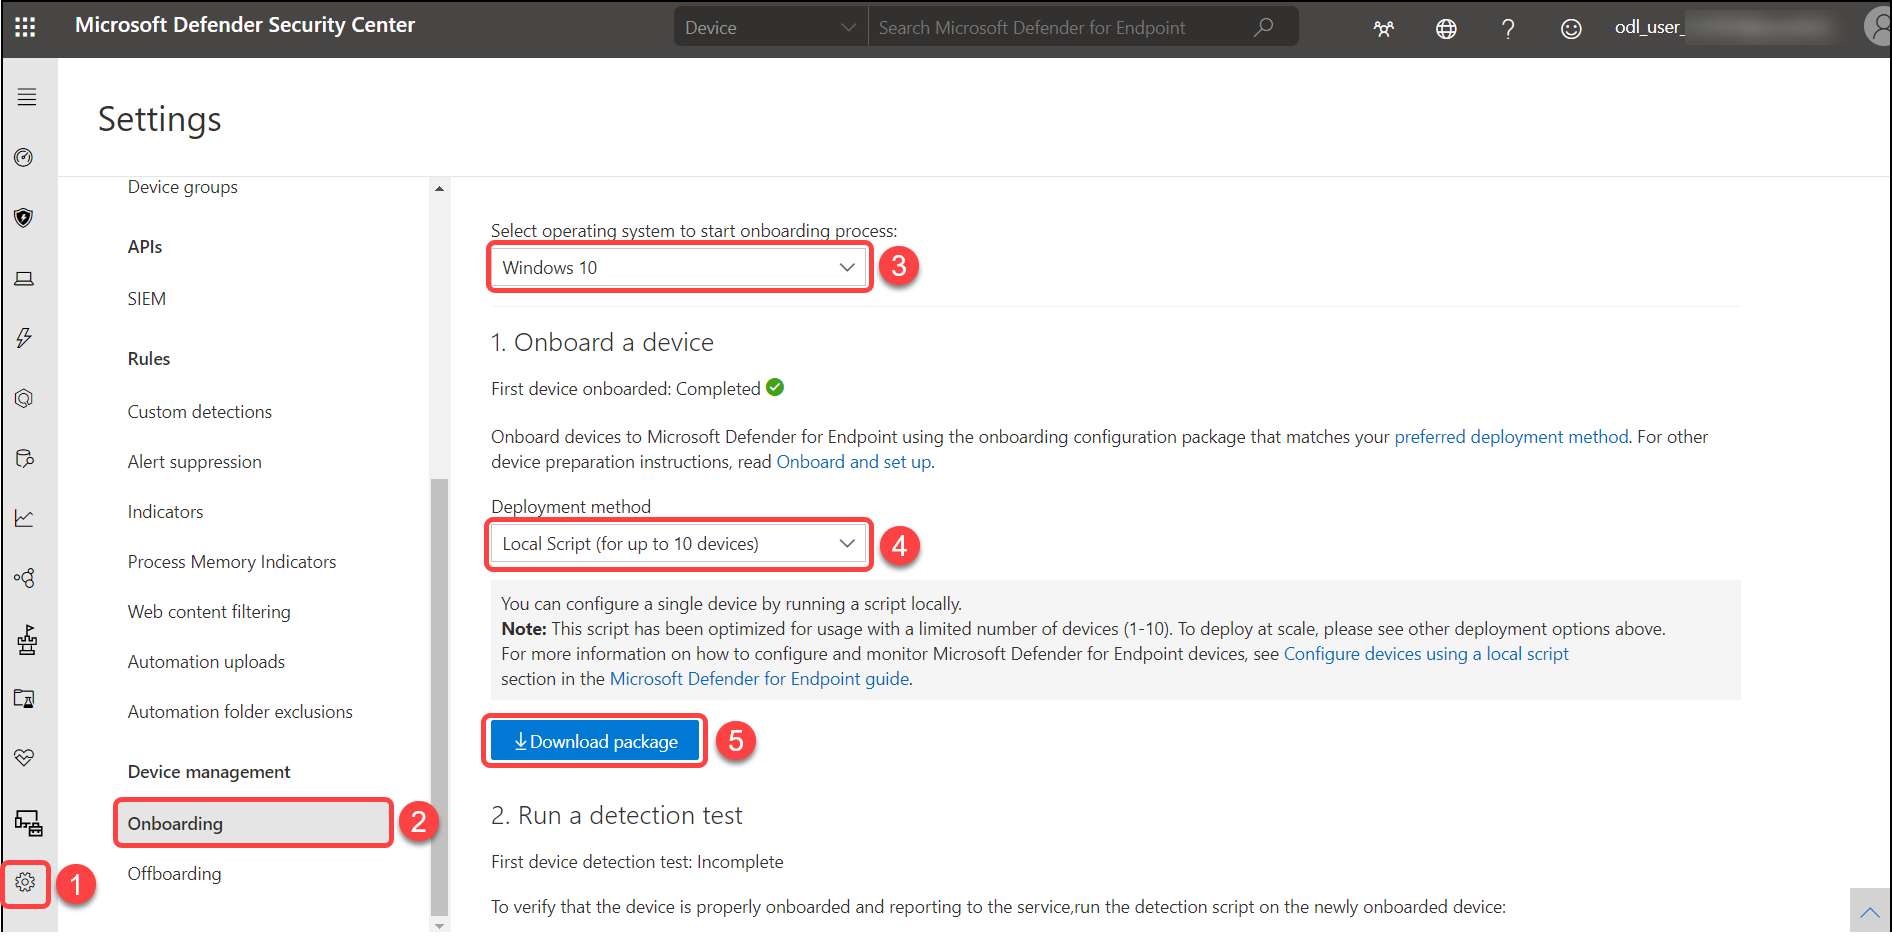 Microsoft Defender Security Center
Device
Search Microsoft Defender for Endpoint
?
odl_user_
Settings
Device groups
APIs
SIEM
Rules
Custom detections
Alert suppression
Indicators
Process Memory Indicators
Web content filtering
Automation uploads
Automation folder exclusions
Device management
Onboarding
2
Offboarding
1
Select operating system to start onboarding process:
Windows 10
3
1. Onboard a device
First device onboarded: Completed
Onboard devices to Microsoft Defender for Endpoint using the onboarding configuration package that matches your preferred deployment method. For other
device preparation instructions, read Onboard and set up.
Deployment method
Local Script (for up to 10 devices)
4
You can configure a single device by running a script locally.
Note: This script has been optimized for usage with a limited number of devices (1-10). To deploy at scale, please see other deployment options above.
For more information on how to configure and monitor Microsoft Defender for Endpoint devices, see Configure devices using a local script
section in the Microsoft Defender for Endpoint guide.
Download package
5
2. Run a detection test
First device detection test: Incomplete
To verify that the device is properly onboarded and reporting to the service,run the detection script on the newly onboarded device: